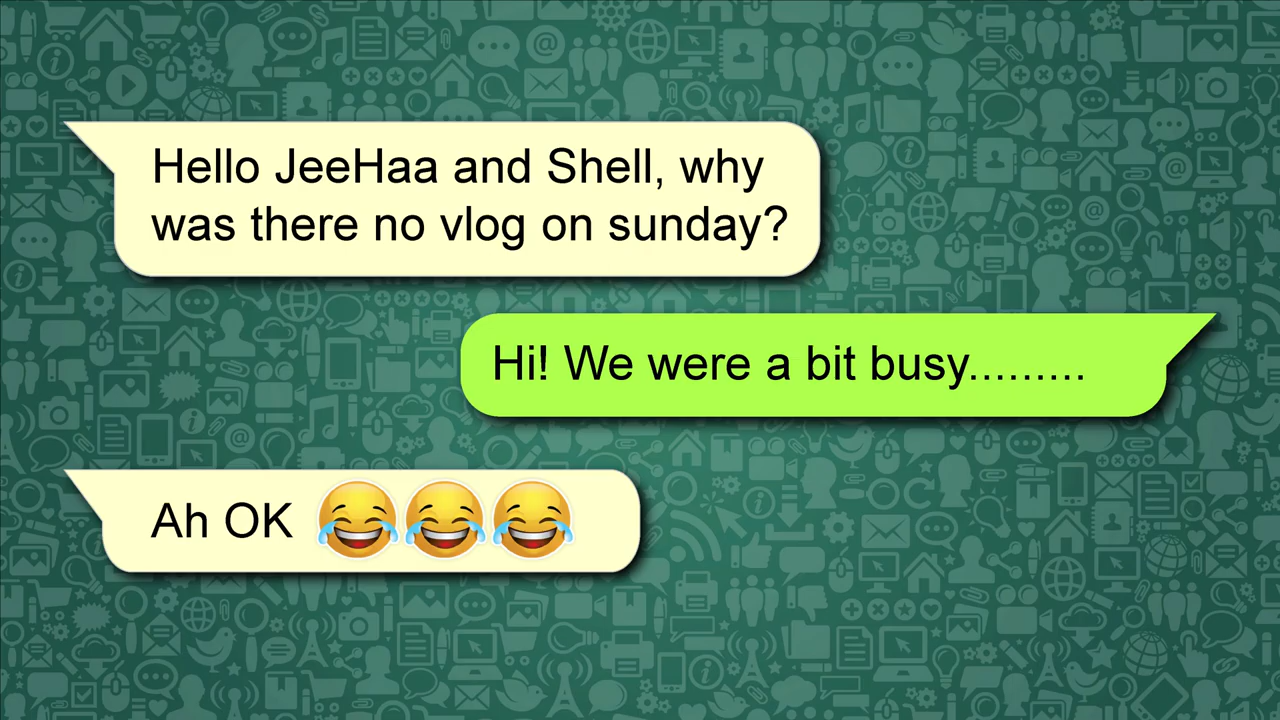 Hello JeeHaa and Shell, why
was there no vlog on sunday?
Hi! We were a bit busy.........
Ah OK 😂😂😂